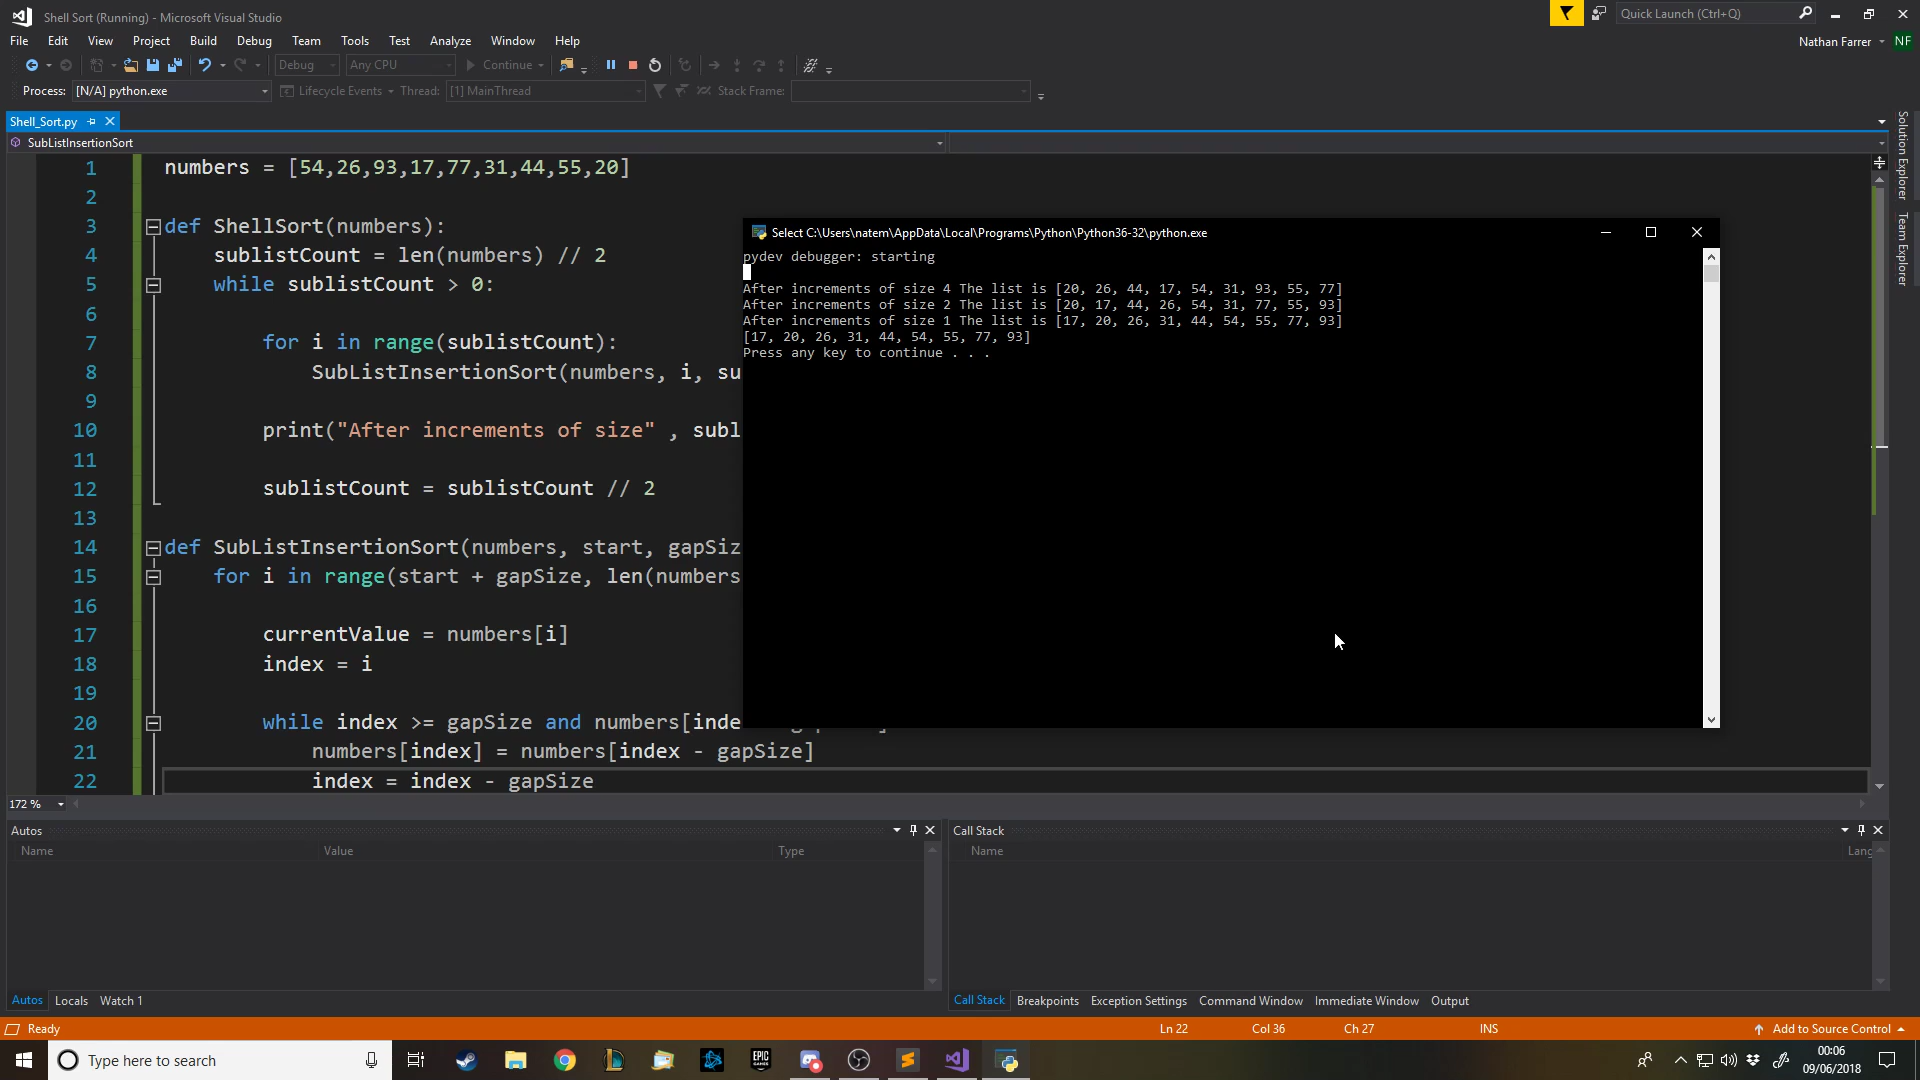 Shell Sort (Running) - Microsoft Visual Studio
Quick Launch (Ctrl+Q)
File Edit View Project Build Debug Team Tools Test Analyze Window Help
Nathan Farrer NF
Debug Any CPU Continue
Process: [N/A] python.exe Lifecycle Events Thread: [1] MainThread Stack Frame:
Shell_Sort.py
SubListInsertionSort
Solution Explorer
Team Explorer
1 numbers = [54,26,93,17,77,31,44,55,20]
2
3 def ShellSort(numbers):
4 sublistCount = len(numbers) // 2
5 while sublistCount > 0:
6
7 for i in range(sublistCount):
8 SubListInsertionSort(numbers, i, su
9
10 print("After increments of size" , subl
11
12 sublistCount = sublistCount // 2
13
14 def SubListInsertionSort(numbers, start, gapSiz
15 for i in range(start + gapSize, len(numbers
16
17 currentValue = numbers[i]
18 index = i
19
20 while index >= gapSize and numbers[inde
21 numbers[index] = numbers[index - gapSize]
22 index = index - gapSize
Select C:\Users\natem\AppData\Local\Programs\Python\Python36-32\python.exe
pydev debugger: starting
After increments of size 4 The list is [20, 26, 44, 17, 54, 31, 93, 55, 77]
After increments of size 2 The list is [20, 17, 44, 26, 54, 31, 77, 55, 93]
After increments of size 1 The list is [17, 20, 26, 31, 44, 54, 55, 77, 93]
[17, 20, 26, 31, 44, 54, 55, 77, 93]
Press any key to continue . . .
172 %
Autos
Name Value Type
Autos Locals Watch 1
Call Stack
Name Lang
Call Stack Breakpoints Exception Settings Command Window Immediate Window Output
Ready Ln 22 Col 36 Ch 27 INS Add to Source Control
Type here to search
EPIC GAMES
00:06
09/06/2018